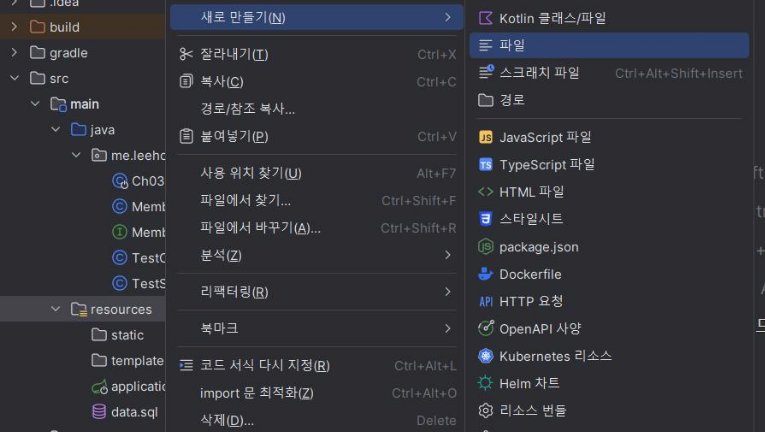 .idea
build
gradle
src
main
java
me.leeho
Ch03
Memb
Memb
TestC
TestS
resources
static
template
applicatio
data.sql
새로 만들기(N)
잘라내기(T) Ctrl+X
복사(C) Ctrl+C
경로/참조 복사...
붙여넣기(P) Ctrl+V
사용 위치 찾기(U) Alt+F7
파일에서 찾기... Ctrl+Shift+F
파일에서 바꾸기(A)... Ctrl+Shift+R
분석(Z)
리팩터링(R)
북마크
코드 서식 다시 지정(R) Ctrl+Alt+L
import 문 최적화(Z) Ctrl+Alt+O
삭제(D)... Delete
Kotlin 클래스/파일
파일
스크래치 파일 Ctrl+Alt+Shift+Insert
경로
JS JavaScript 파일
TS TypeScript 파일
HTML 파일
스타일시트
package.json
Dockerfile
API HTTP 요청
OpenAPI 사양
Kubernetes 리소스
Helm 차트
리소스 번들